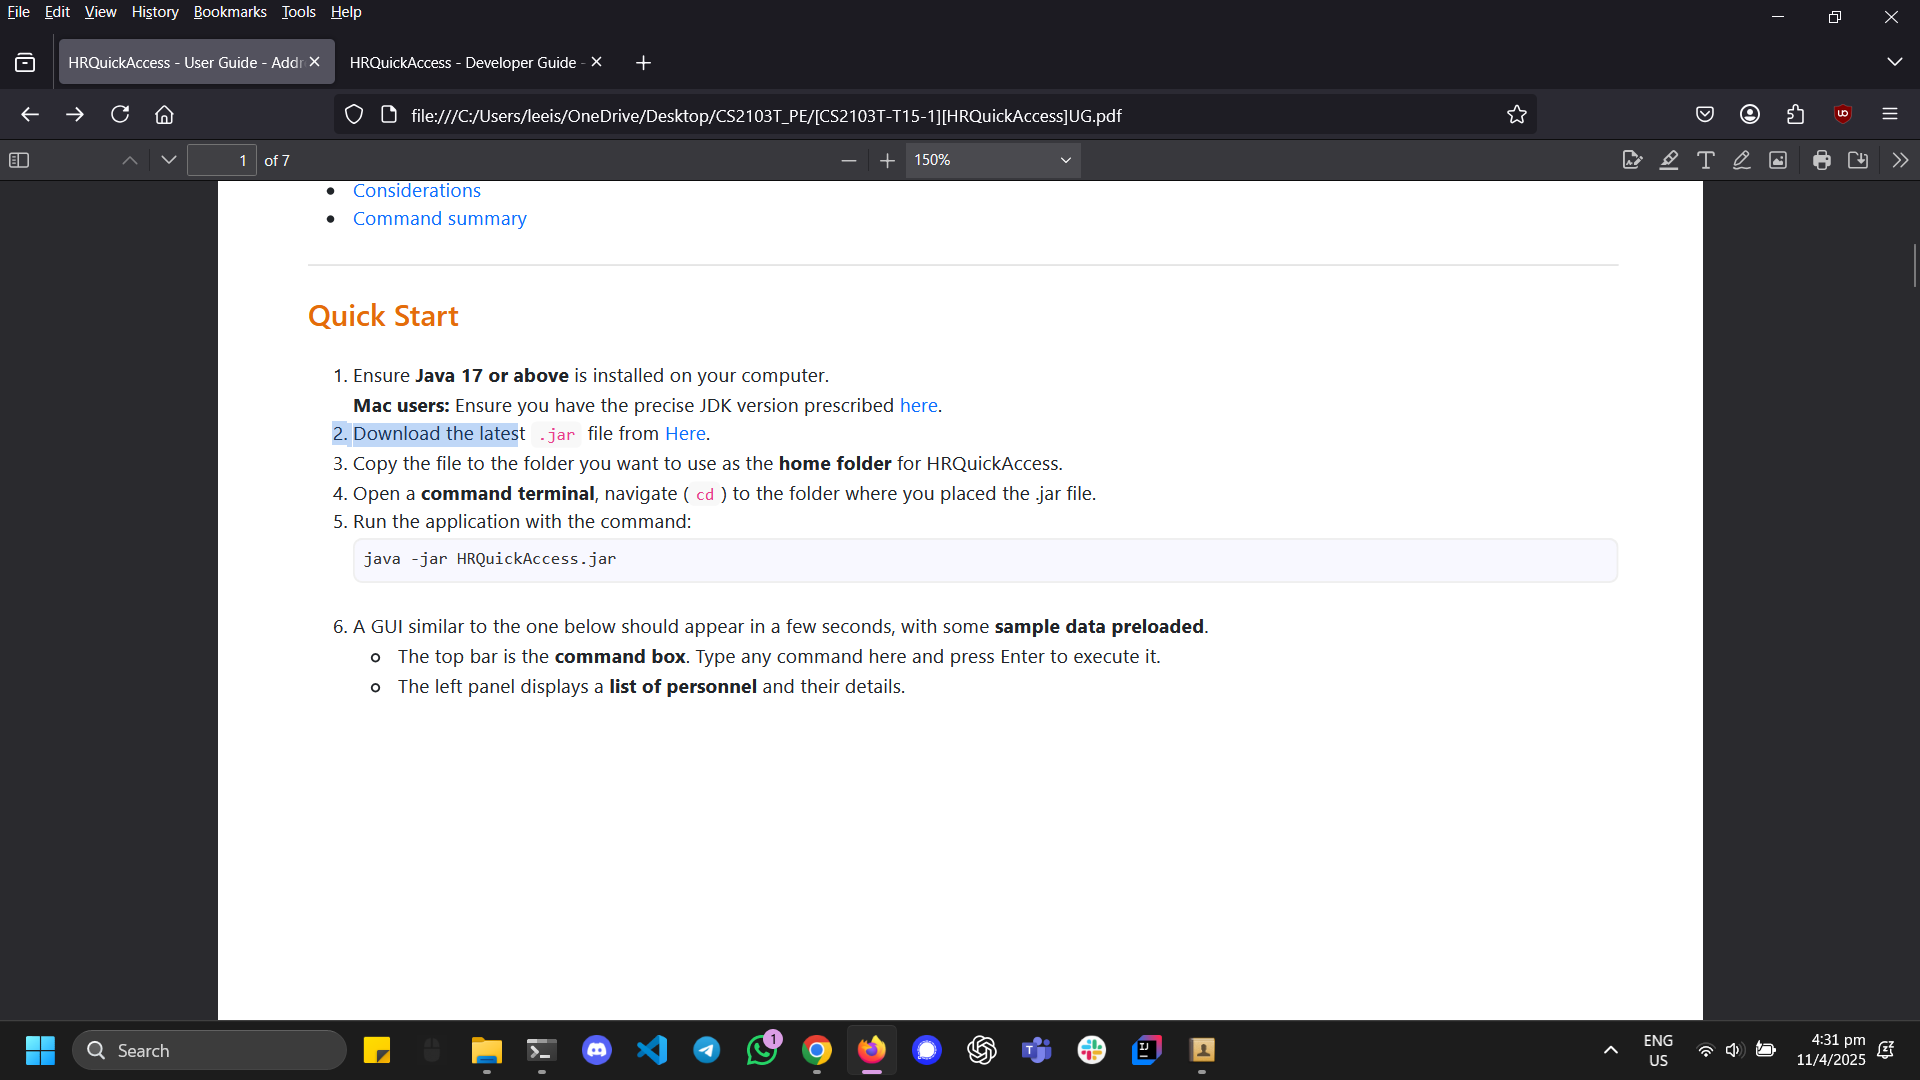 File Edit View History Bookmarks Tools Help
HRQuickAccess - User Guide - Addr
HRQuickAccess - Developer Guide -
file:///C:/Users/leeis/OneDrive/Desktop/CS2103T_PE/[CS2103T-T15-1][HRQuickAccess]UG.pdf
1 of 7
150%
• Considerations
• Command summary
Quick Start
1. Ensure Java 17 or above is installed on your computer.
Mac users: Ensure you have the precise JDK version prescribed here.
2. Download the latest .jar file from Here.
3. Copy the file to the folder you want to use as the home folder for HRQuickAccess.
4. Open a command terminal, navigate ( cd ) to the folder where you placed the .jar file.
5. Run the application with the command:
java -jar HRQuickAccess.jar
6. A GUI similar to the one below should appear in a few seconds, with some sample data preloaded.
The top bar is the command box. Type any command here and press Enter to execute it.
The left panel displays a list of personnel and their details.
Search
1
ENG
US
4:31 pm
11/4/2025